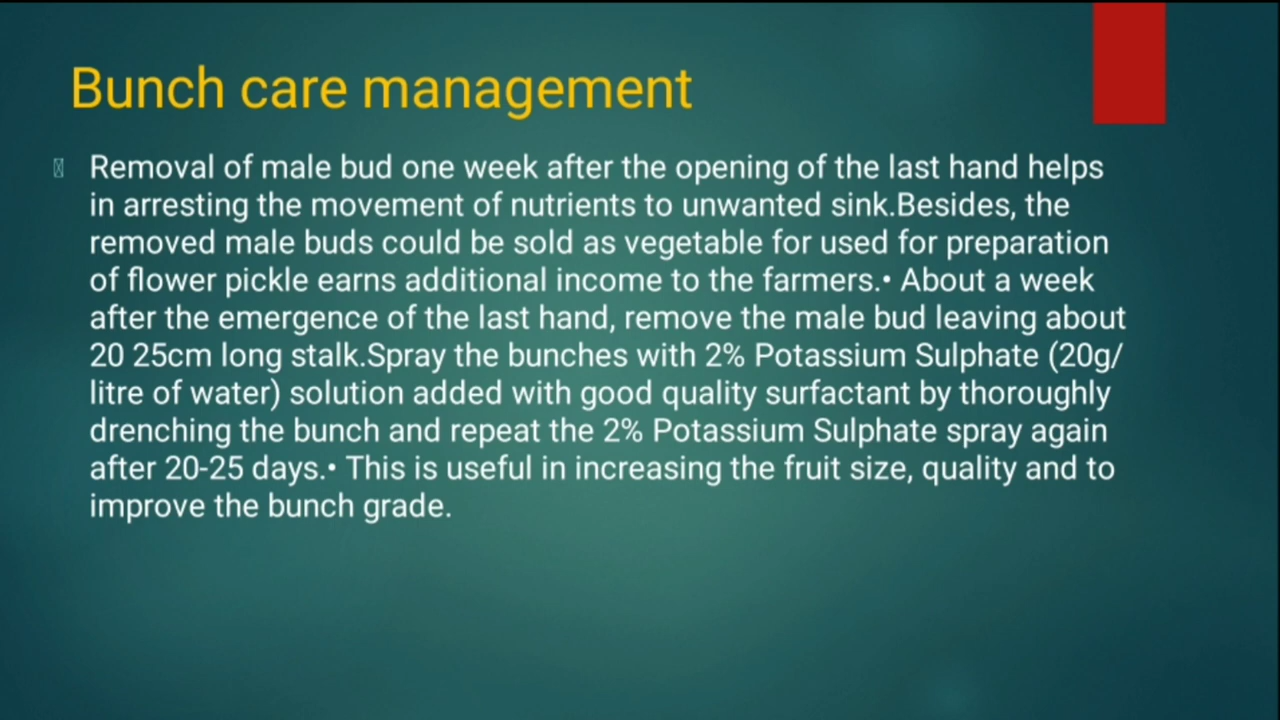 Bunch care management
Removal of male bud one week after the opening of the last hand helps
in arresting the movement of nutrients to unwanted sink.Besides, the
removed male buds could be sold as vegetable for used for preparation
of flower pickle earns additional income to the farmers.• About a week
after the emergence of the last hand, remove the male bud leaving about
20 25cm long stalk.Spray the bunches with 2% Potassium Sulphate (20g/
litre of water) solution added with good quality surfactant by thoroughly
drenching the bunch and repeat the 2% Potassium Sulphate spray again
after 20-25 days.• This is useful in increasing the fruit size, quality and to
improve the bunch grade.